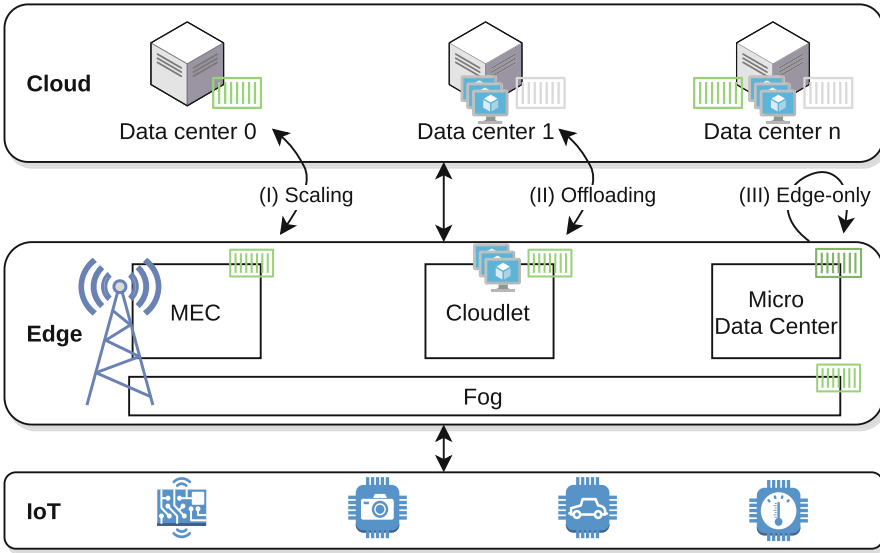 Cloud
Data center 0
Data center 1
Data center n
(I) Scaling
(II) Offloading
(III) Edge-only
Edge
MEC
Cloudlet
Micro
Data Center
Fog
IoT